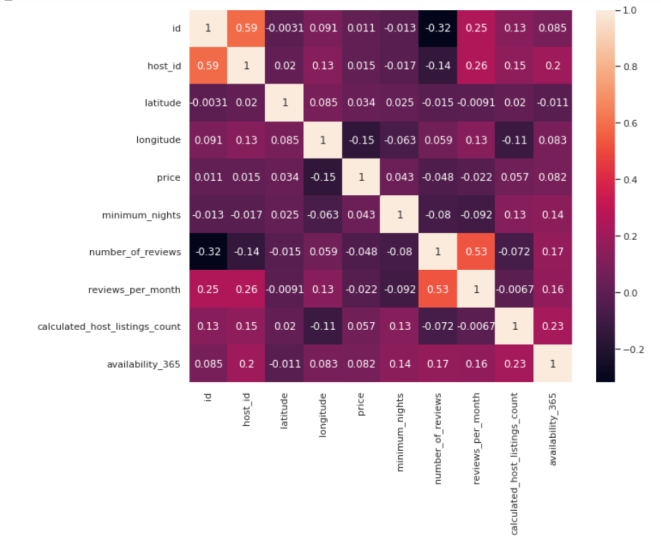 id 1 0.59 -0.0031 0.091 0.011 -0.013 -0.32 0.25 0.13 0.085
host_id 0.59 1 0.02 0.13 0.015 -0.017 -0.14 0.26 0.15 0.2
latitude -0.0031 0.02 1 0.085 0.034 0.025 -0.015 -0.0091 0.02 -0.011
longitude 0.091 0.13 0.085 1 -0.15 -0.063 0.059 0.13 -0.11 0.083
price 0.011 0.015 0.034 -0.15 1 0.043 -0.048 -0.022 0.057 0.082
minimum_nights -0.013 -0.017 0.025 -0.063 0.043 1 -0.08 -0.092 0.13 0.14
number_of_reviews -0.32 -0.14 -0.015 0.059 -0.048 -0.08 1 0.53 -0.072 0.17
reviews_per_month 0.25 0.26 -0.0091 0.13 -0.022 -0.092 0.53 1 -0.0067 0.16
calculated_host_listings_count 0.13 0.15 0.02 -0.11 0.057 0.13 -0.072 -0.0067 1 0.23
availability_365 0.085 0.2 -0.011 0.083 0.082 0.14 0.17 0.16 0.23 1
id
host_id
latitude
longitude
price
minimum_nights
number_of_reviews
reviews_per_month
calculated_host_listings_count
availability_365
1.0
0.8
0.6
0.4
0.2
0.0
−0.2